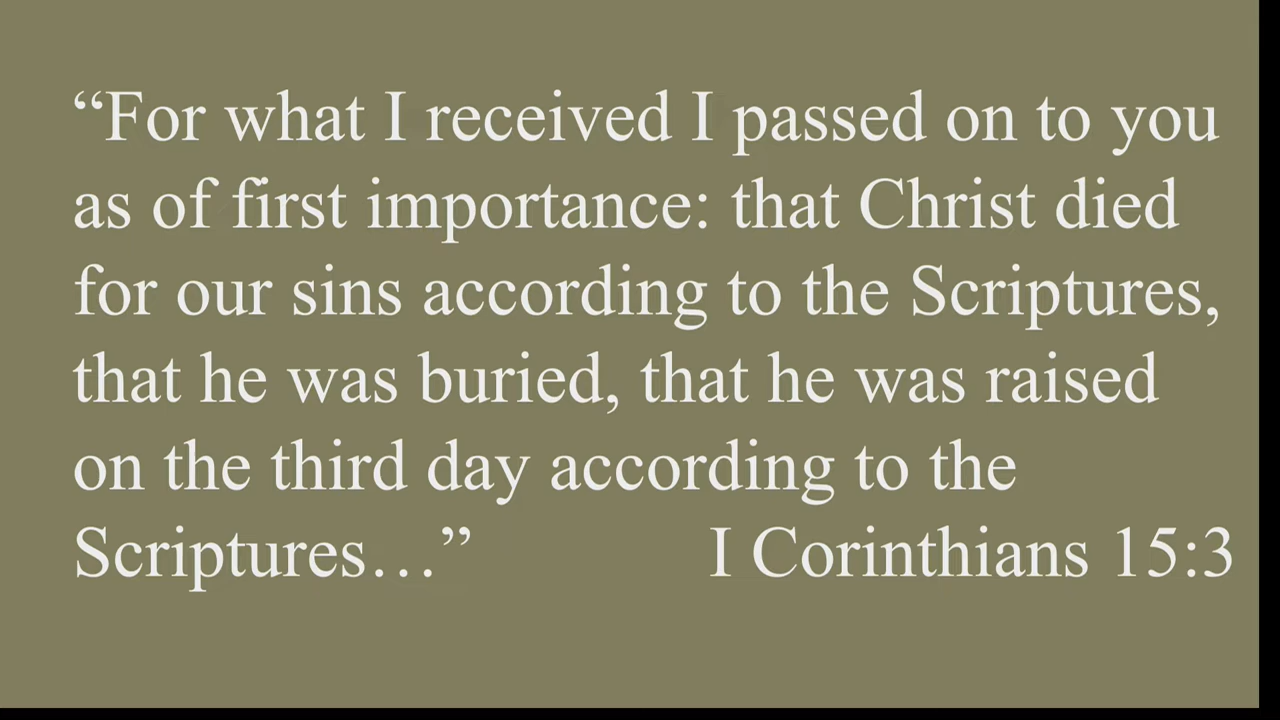 “For what I received I passed on to you
as of first importance: that Christ died
for our sins according to the Scriptures,
that he was buried, that he was raised
on the third day according to the
Scriptures…” I Corinthians 15:3